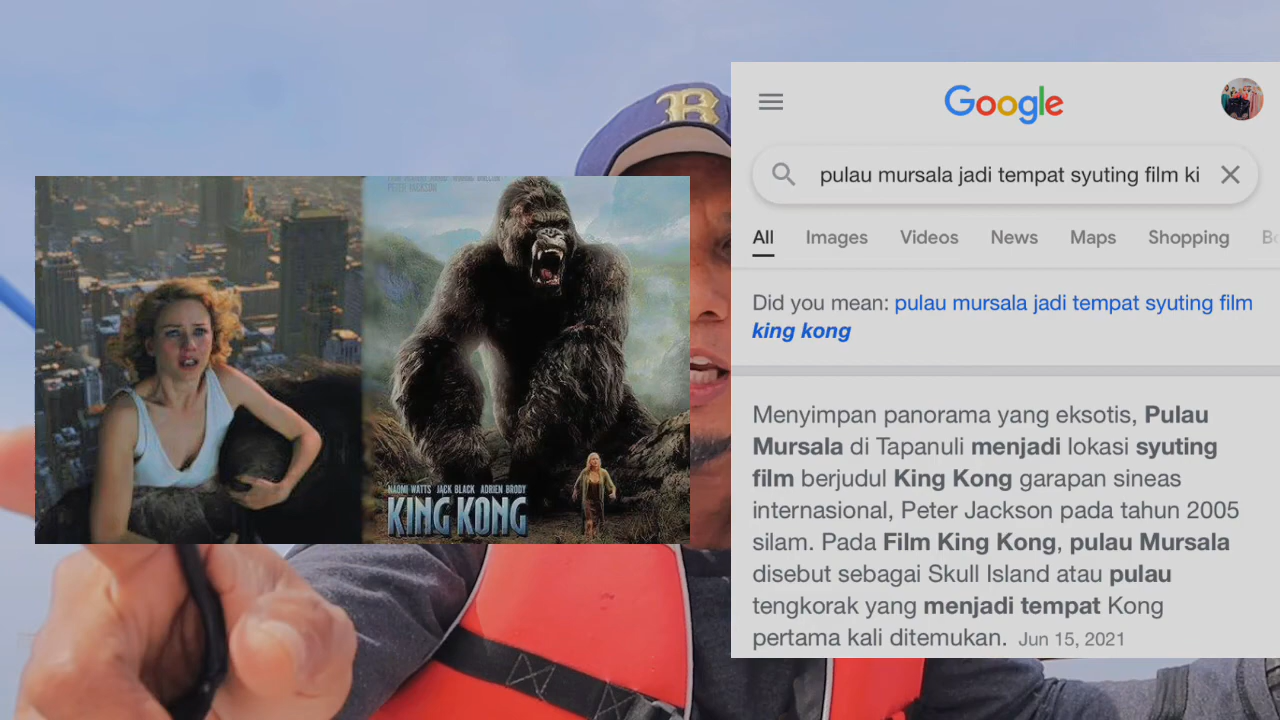 B
PETER JACKSON
NAOMI WATTS JACK BLACK ADRIEN BRODY
KING KONG
Google
pulau mursala jadi tempat syuting film ki
All Images Videos News Maps Shopping
Did you mean: pulau mursala jadi tempat syuting film
king kong
Menyimpan panorama yang eksotis, Pulau
Mursala di Tapanuli menjadi lokasi syuting
film berjudul King Kong garapan sineas
internasional, Peter Jackson pada tahun 2005
silam. Pada Film King Kong, pulau Mursala
disebut sebagai Skull Island atau pulau
tengkorak yang menjadi tempat Kong
pertama kali ditemukan. Jun 15, 2021